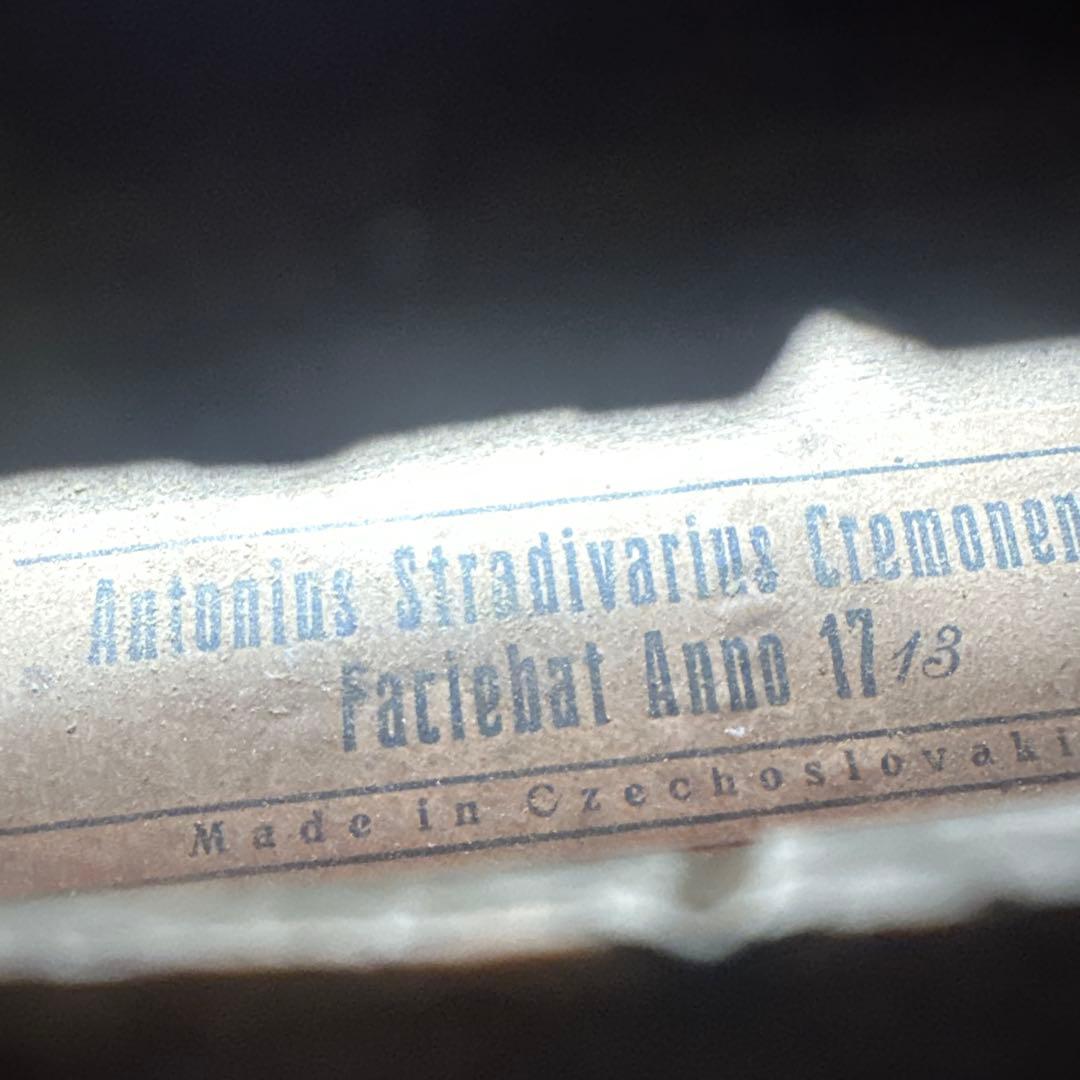 Antonius Stradivarius Cremonen
Faciebat Anno 1713
Made in Czechoslovaki